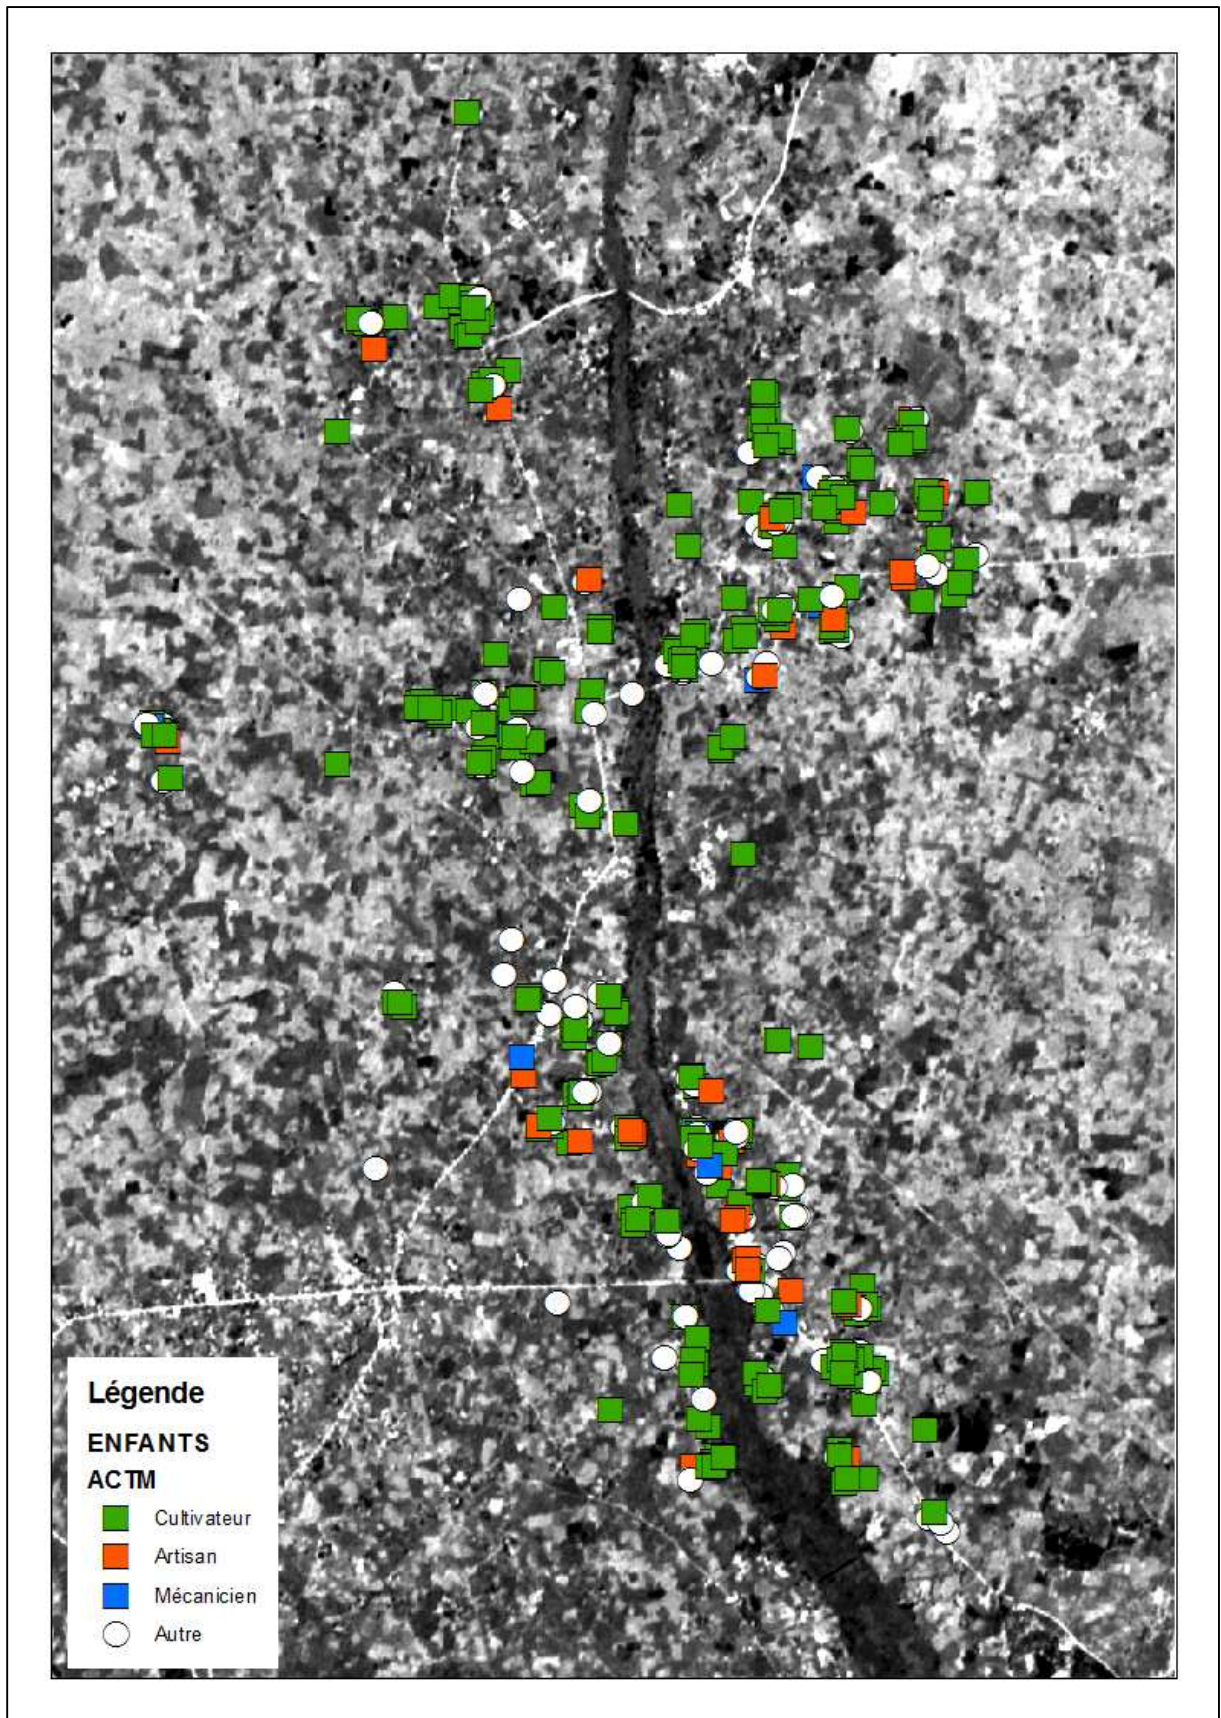 Légende
ENFANTS
ACTM
Cultivateur
Artisan
Mécanicien
Autre